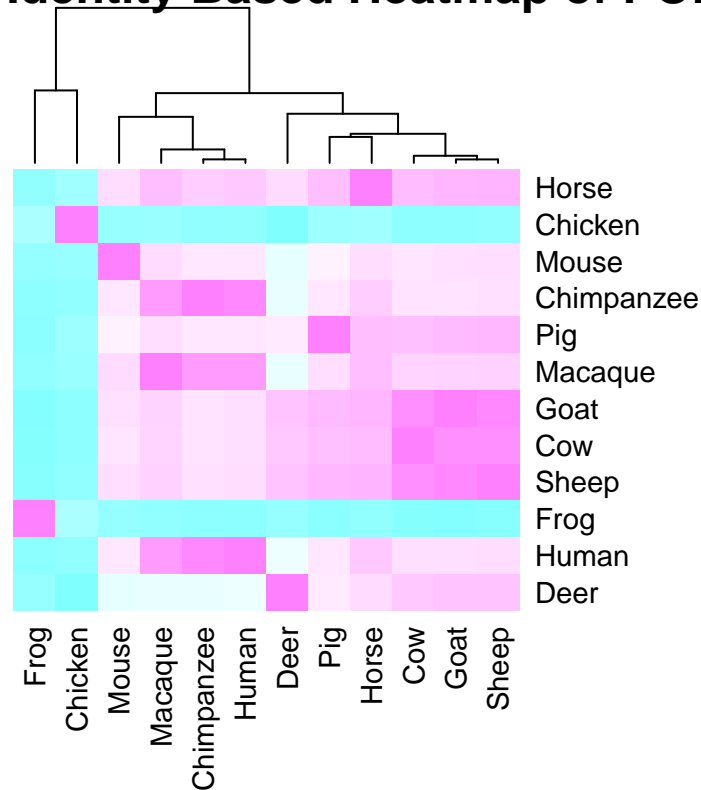 Identity Based Heatmap of
Horse
Chicken
Mouse
Chimpanzee
Pig
Macaque
Goat
Cow
Sheep
Frog
Human
Deer
Frog
Chicken
Mouse
Macaque
Chimpanzee
Human
Deer
Pig
Horse
Cow
Goat
Sheep